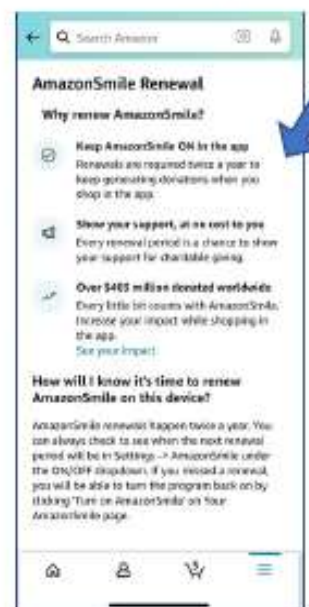 Search Amazon
AmazonSmile Renewal
Why renew AmazonSmile?
Keep AmazonSmile ON in the app
Renewals are required twice a year to
keep generating donations when you
shop in the app.
Show your support, at no cost to you
Every renewal period is a chance to show
your support for charitable giving.
Over $403 million donated worldwide
Every little bit counts with AmazonSmile.
Increase your impact while shopping in
the app.
See your impact
How will I know it's time to renew
AmazonSmile on this device?
AmazonSmile renewals happen twice a year. You
can always check to see when the next renewal
period will be in Settings -> AmazonSmile under
the ON/OFF dropdown. If you missed a renewal,
you will be able to turn the program back on by
clicking 'Turn on AmazonSmile' on Your
AmazonSmile page.